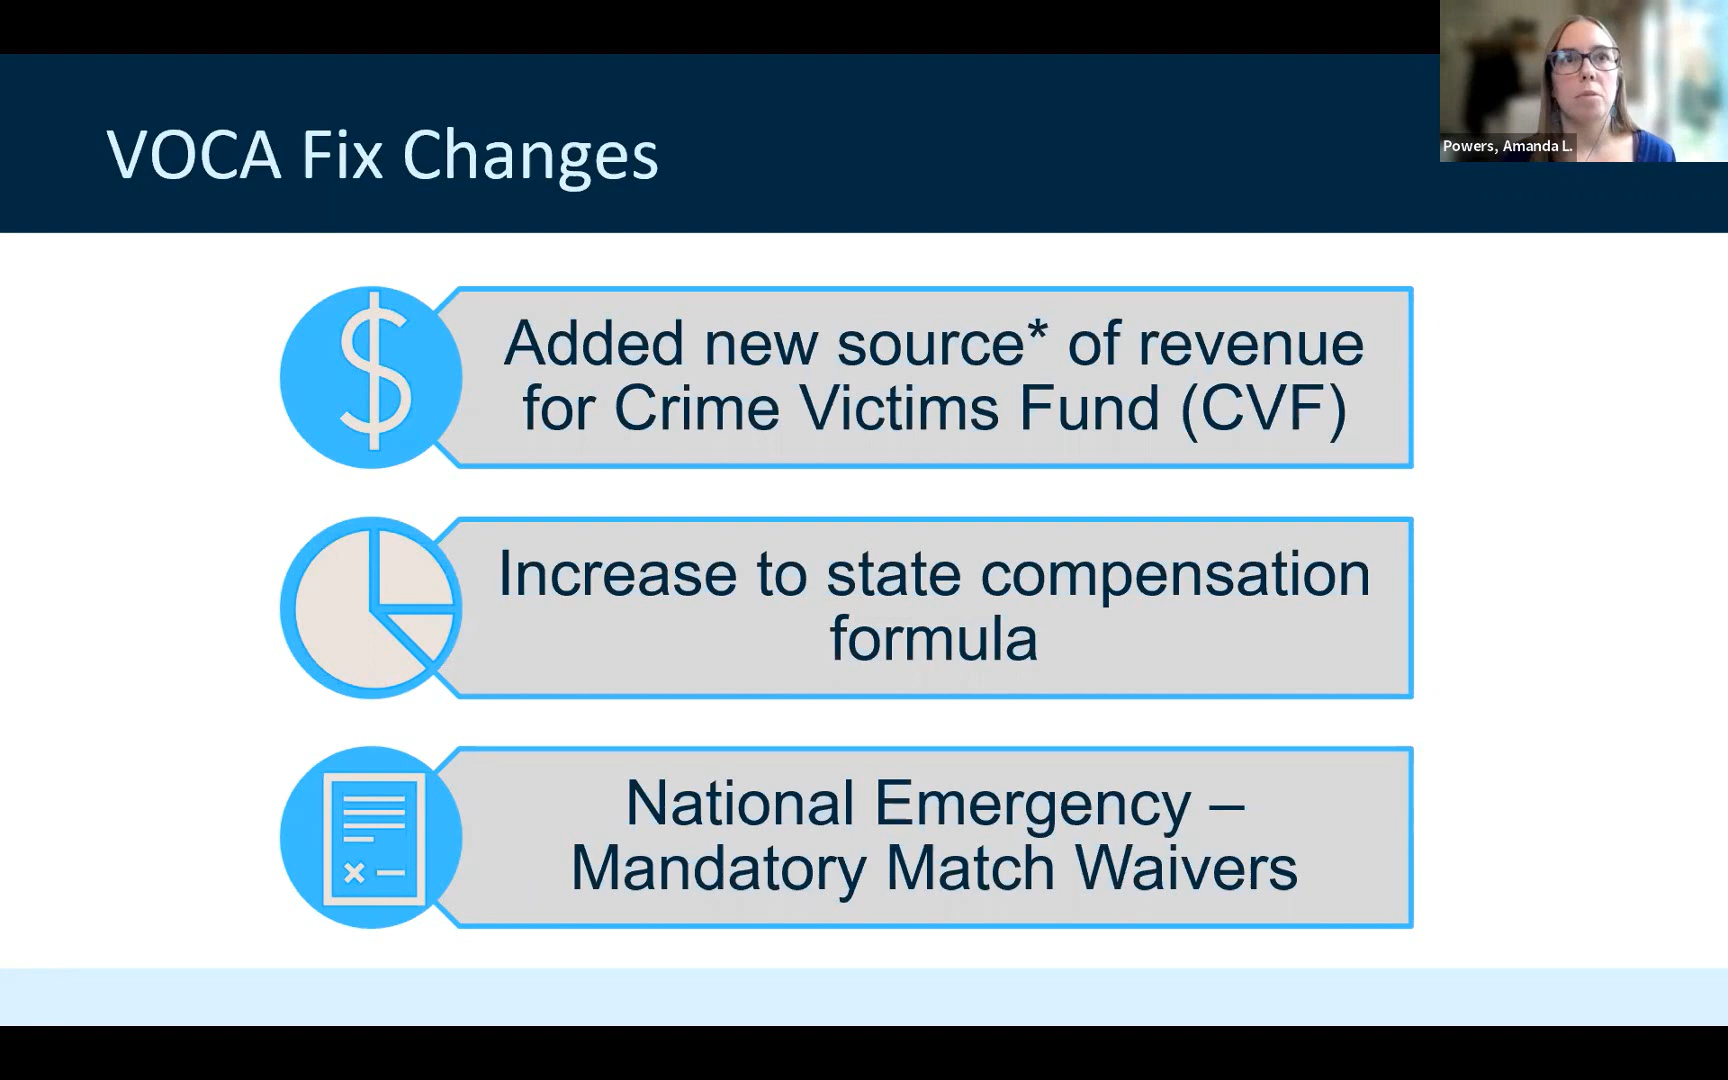 VOCA Fix Changes
Powers, Amanda L.
Added new source* of revenue
for Crime Victims Fund (CVF)
Increase to state compensation
formula
National Emergency –
Mandatory Match Waivers